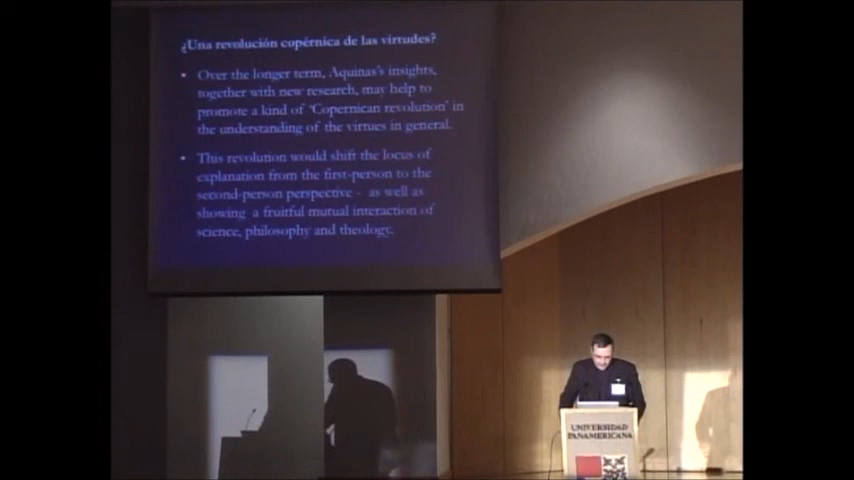 ¿Una revolución copérnica de las virtudes?
• Over the longer term, Aquinas's insights,
together with new research, may help to
promote a kind of 'Copernican revolution' in
the understanding of the virtues in general.
• This revolution would shift the locus of
explanation from the first-person to the
second-person perspective - as well as
showing a fruitful mutual interaction of
science, philosophy and theology.
UNIVERSIDAD
PANAMERICANA